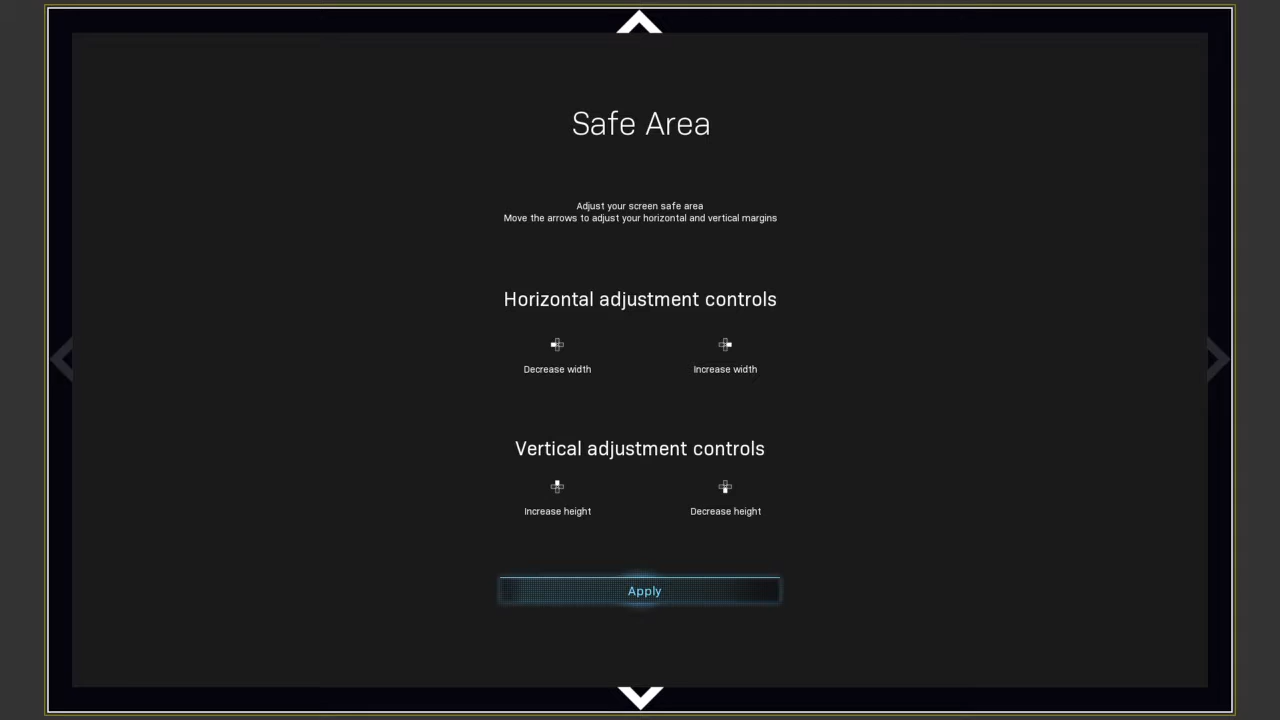 Safe Area
Adjust your screen safe area
Move the arrows to adjust your horizontal and vertical margins
Horizontal adjustment controls
Decrease width
Increase width
Vertical adjustment controls
Increase height
Decrease height
Apply